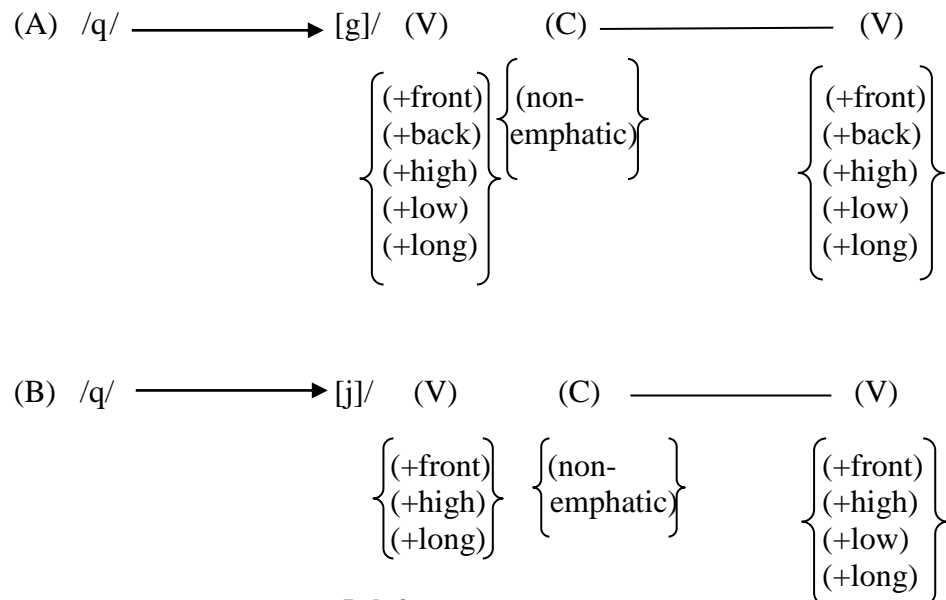 (A) /q/ [g]/ (V) (C) (V)
(+front) (non- (+front)
(+back) emphatic) (+back)
(+high) (+high)
(+low) (+low)
(+long) (+long)
(B) /q/ [j]/ (V) (C) (V)
(+front) (non- (+front)
(+high) emphatic) (+high)
(+long) (+low)
(+long)